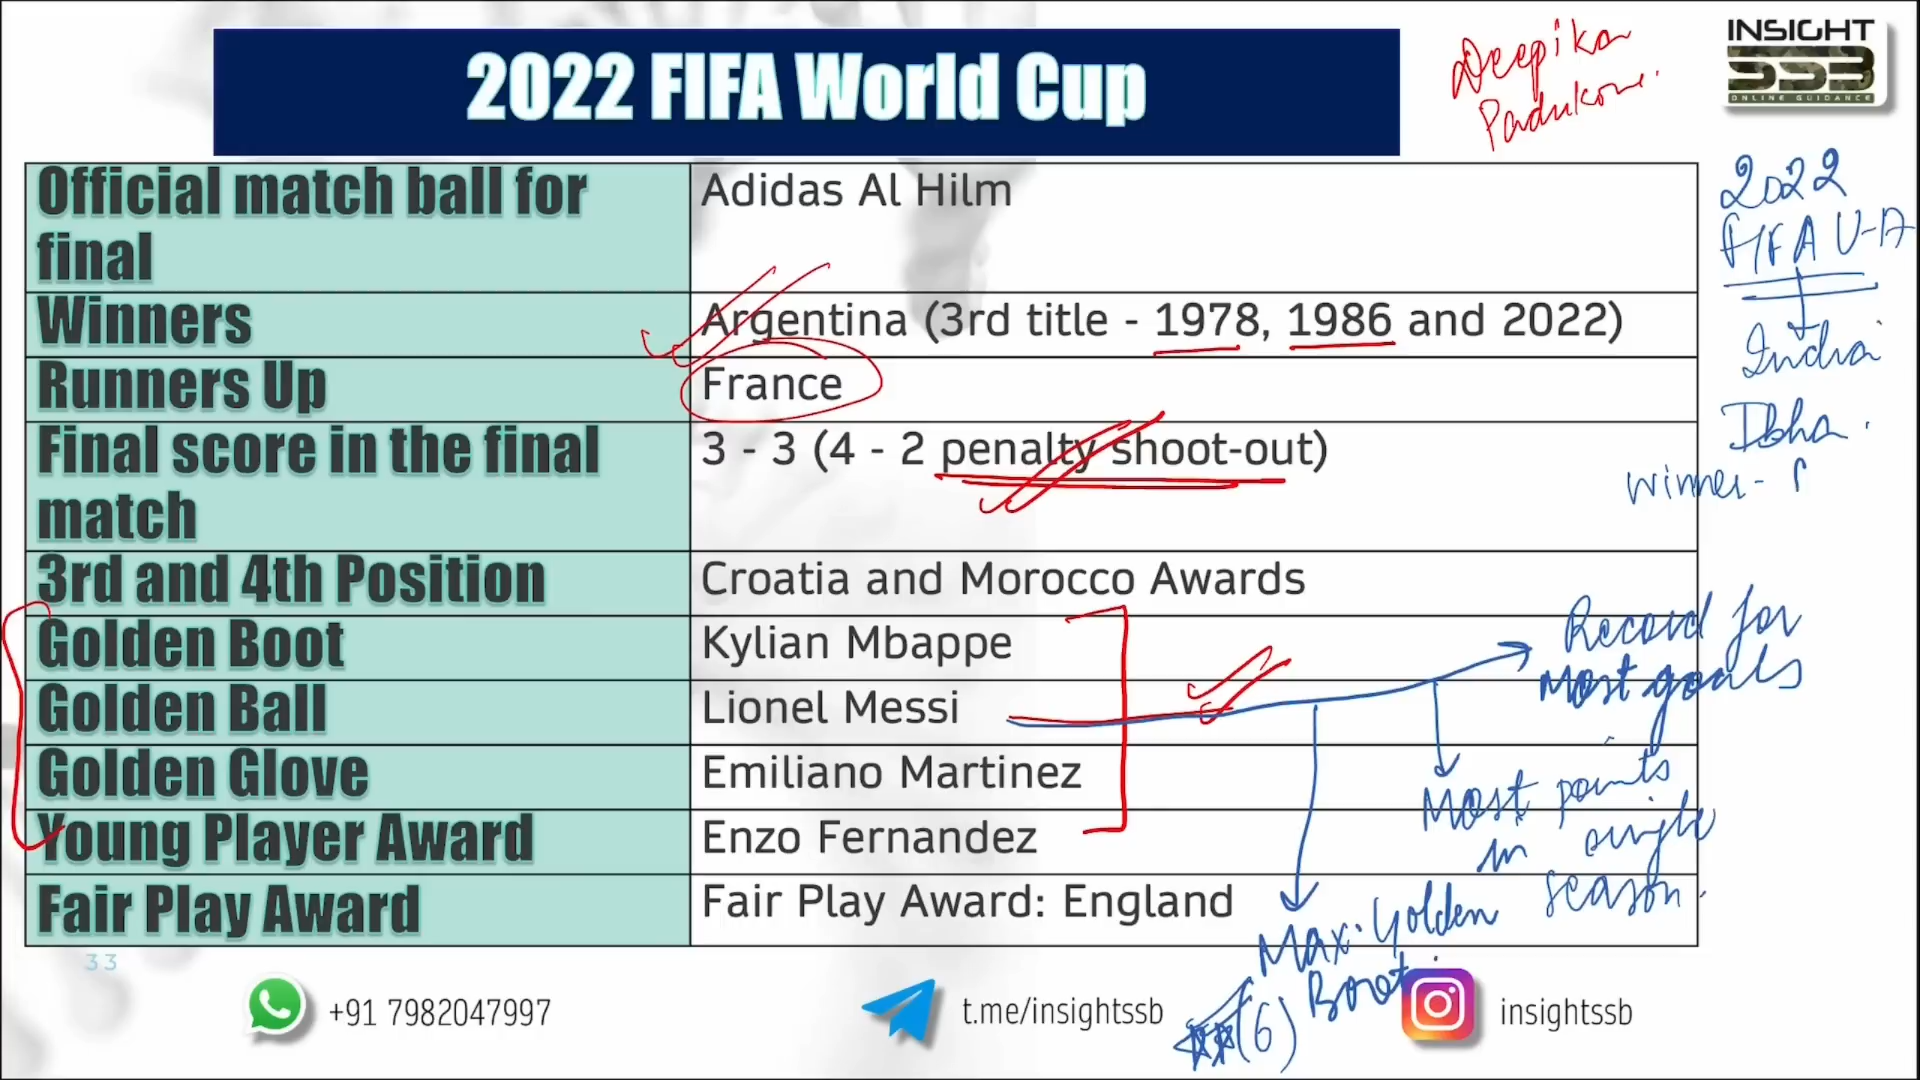 2022 FIFA World Cup
Deepika
Padukone.
INSIGHT
SSB
ONLINE GUIDANCE
Official match ball for
final
Adidas Al Hilm
Winners
Argentina (3rd title - 1978, 1986 and 2022)
Runners Up
France
Final score in the final
match
3 - 3 (4 - 2 penalty shoot-out)
3rd and 4th Position
Croatia and Morocco Awards
Golden Boot
Kylian Mbappe
Golden Ball
Lionel Messi
Golden Glove
Emiliano Martinez
Young Player Award
Enzo Fernandez
Fair Play Award
Fair Play Award: England
2022
FIFA U-17
India
Winner-
Record for
Most goals
Most points
in single
season.
Max. Golden
Boot.
(6)
33
+91 7982047997
t.me/insightssb
insightssb